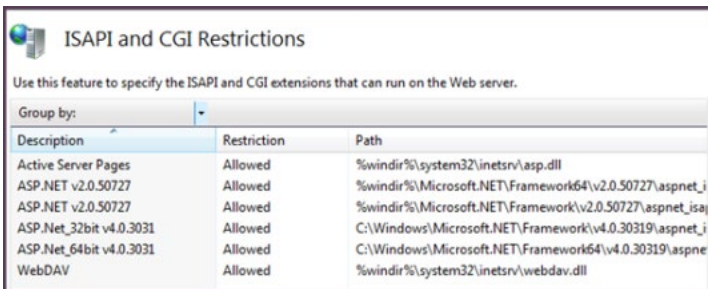 ISAPI and CGI Restrictions
Use this feature to specify the ISAPI and CGI extensions that can run on the Web server.
Group by:
Description Restriction Path
Active Server Pages Allowed %windir%\system32\inetsrv\asp.dll
ASP.NET v2.0.50727 Allowed %windir%\Microsoft.NET\Framework64\v2.0.50727\aspnet_i
ASP.NET v2.0.50727 Allowed %windir%\Microsoft.NET\Framework\v2.0.50727\aspnet_isa
ASP.Net_32bit v4.0.3031 Allowed C:\Windows\Microsoft.NET\Framework\v4.0.30319\aspnet_i
ASP.Net_64bit v4.0.3031 Allowed C:\Windows\Microsoft.NET\Framework64\v4.0.30319\aspne
WebDAV Allowed %windir%\system32\inetsrv\webdav.dll